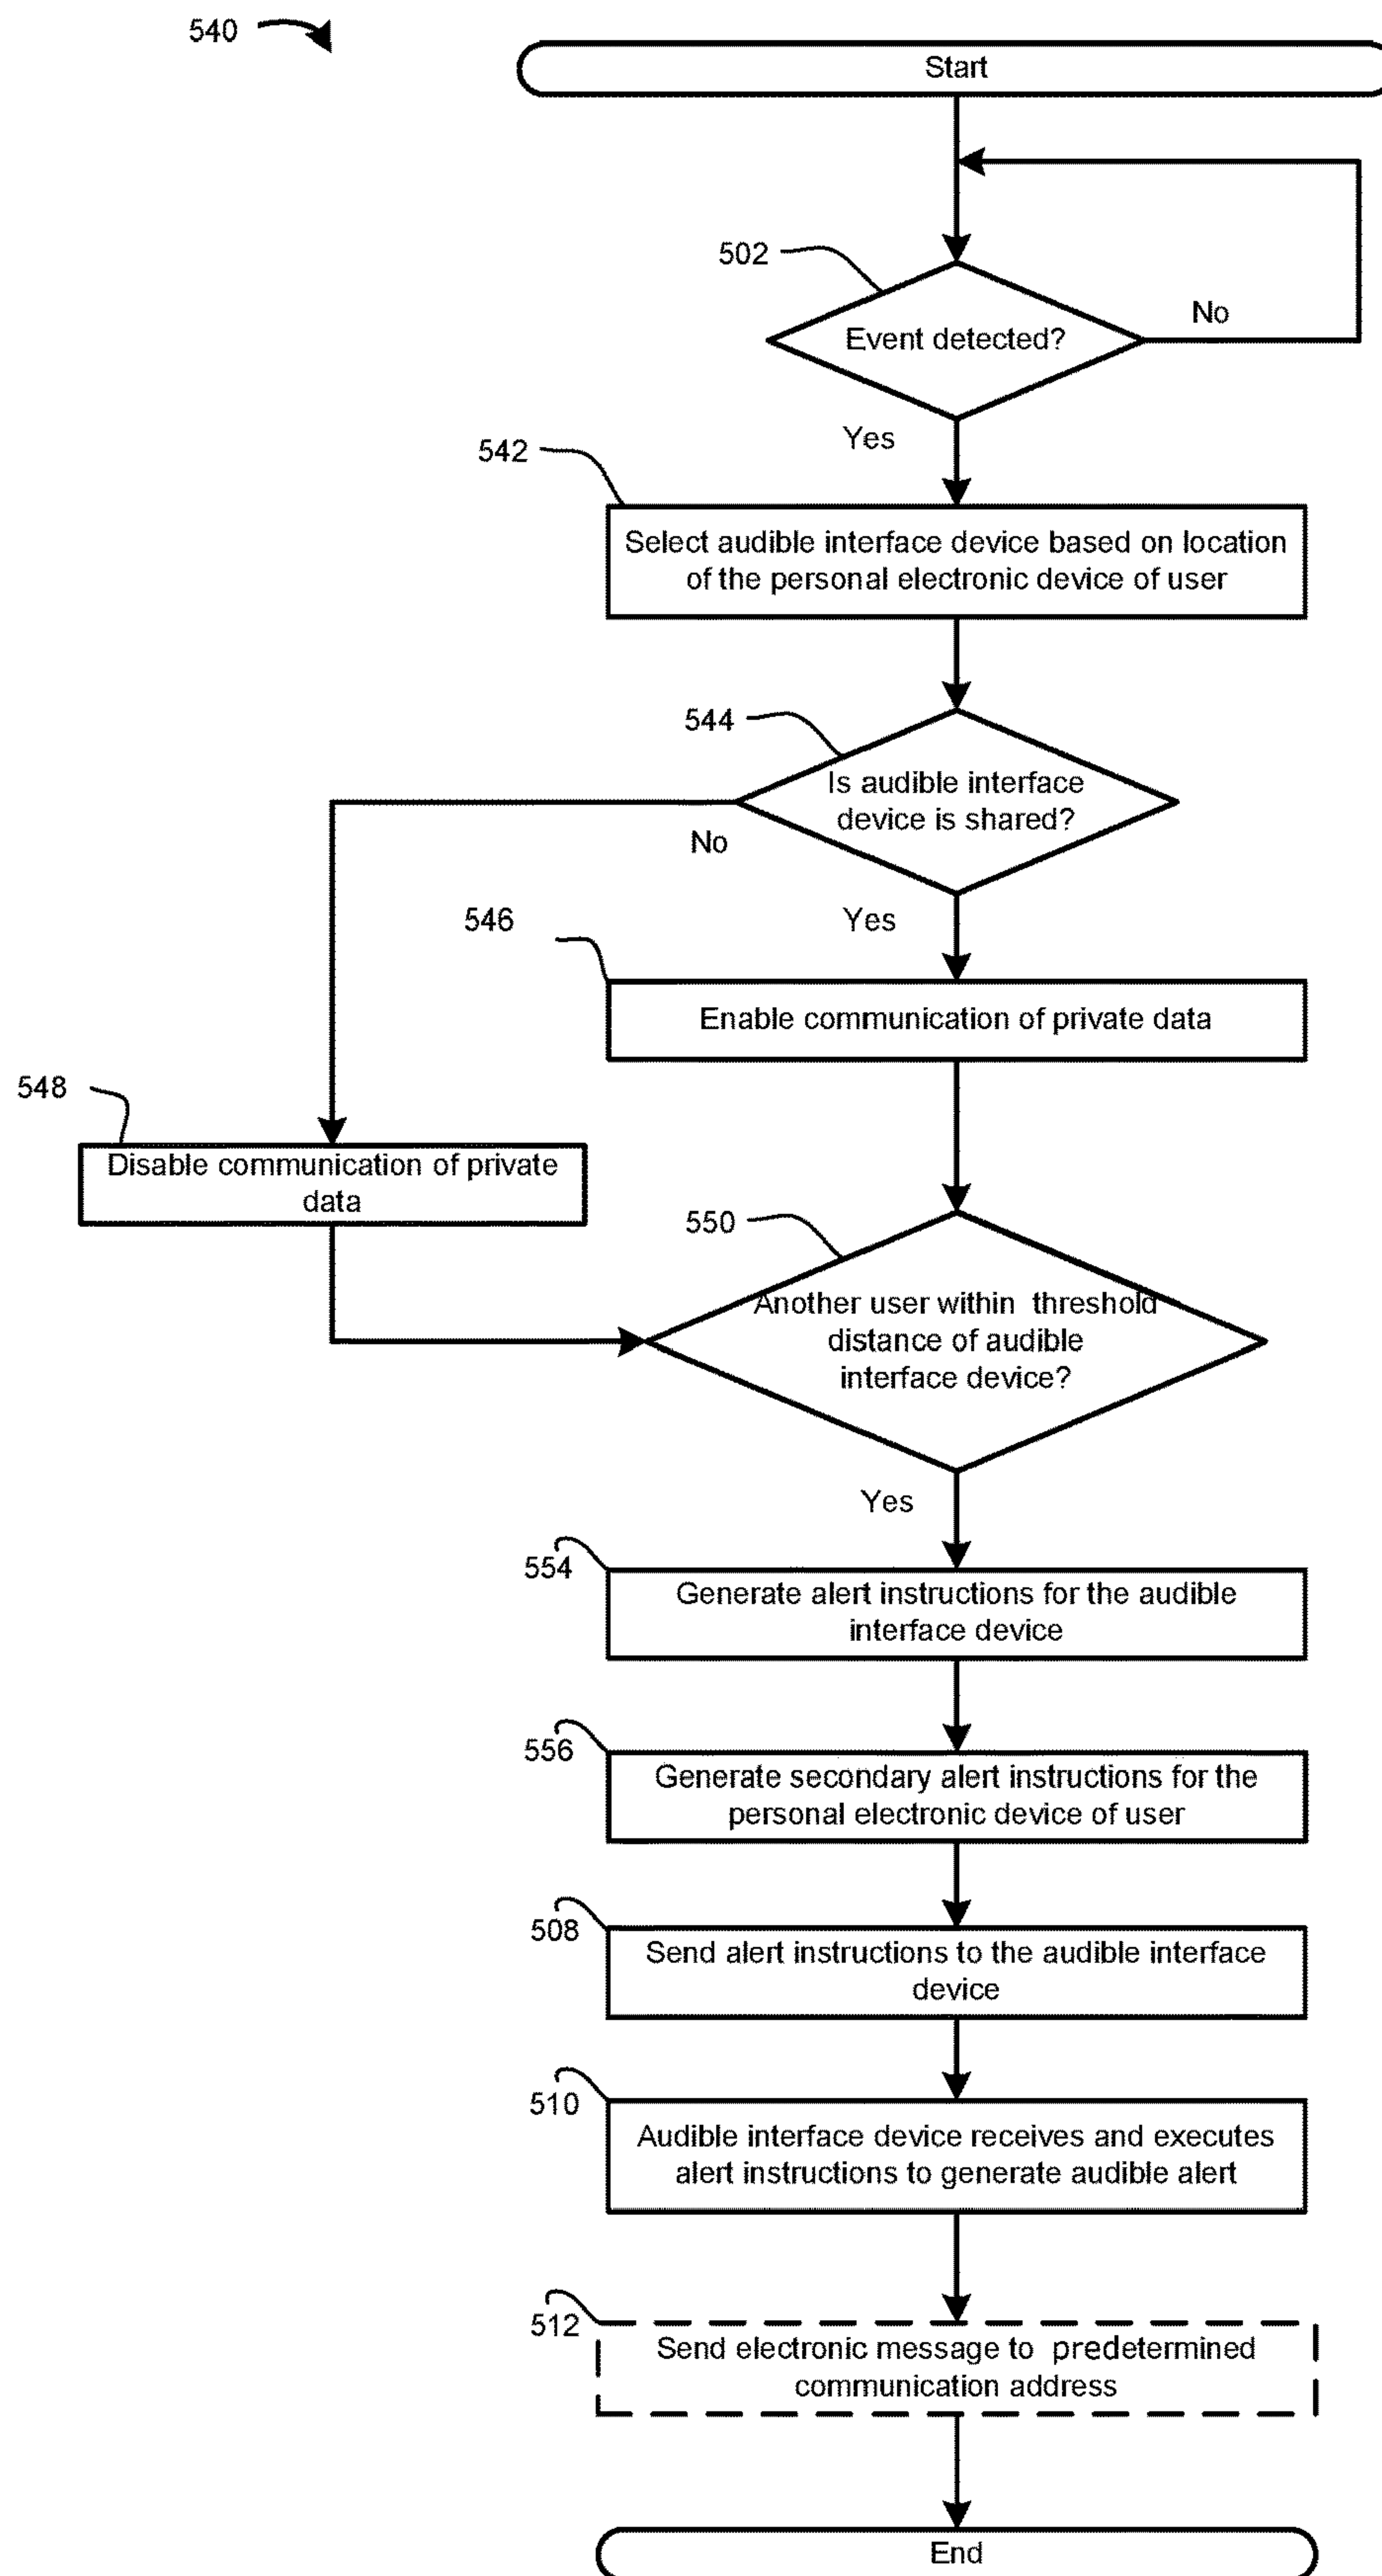 540
Start
502
Event detected?
No
Yes
542
Select audible interface device based on location
of the personal electronic device of user
544
Is audible interface
device is shared?
No
Yes
546
Enable communication of private data
548
Disable communication of private
data
550
Another user within threshold
distance of audible
interface device?
Yes
554
Generate alert instructions for the audible
interface device
556
Generate secondary alert instructions for the
personal electronic device of user
508
Send alert instructions to the audible interface
device
510
Audible interface device receives and executes
alert instructions to generate audible alert
512
Send electronic message to predetermined
communication address
End